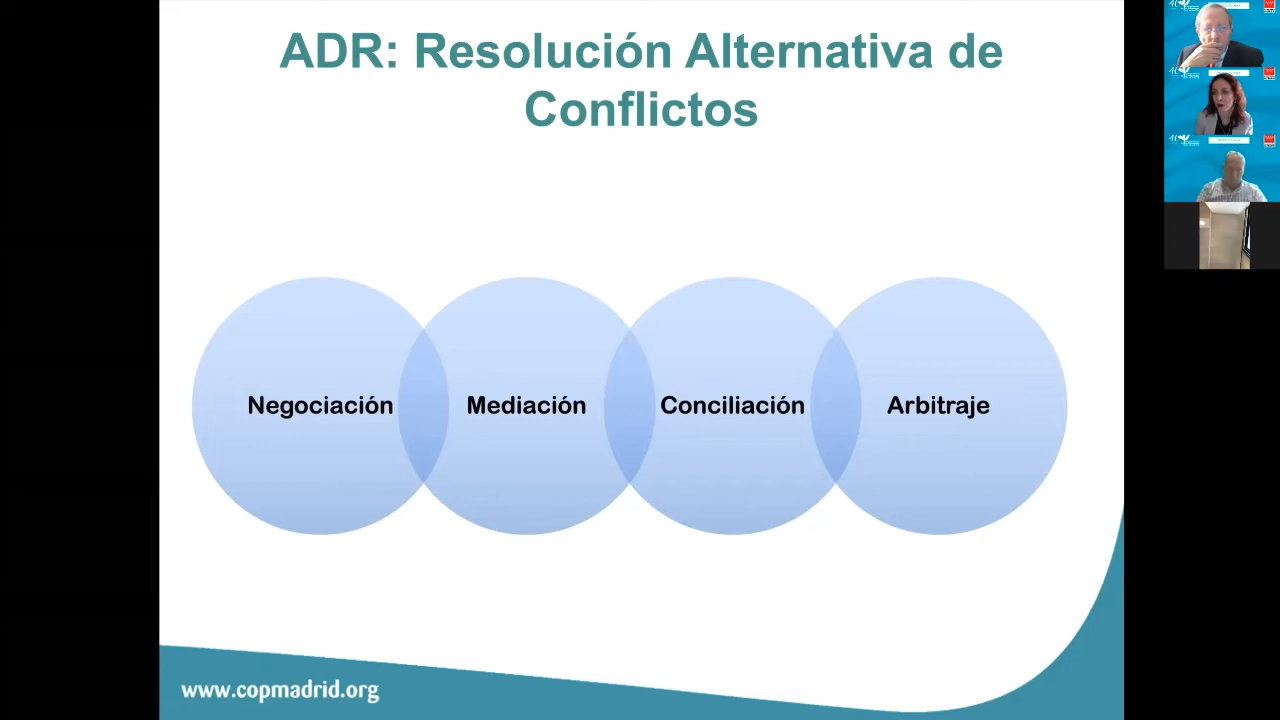 ADR: Resolución Alternativa de
Conflictos
Negociación
Mediación
Conciliación
Arbitraje
www.copmadrid.org